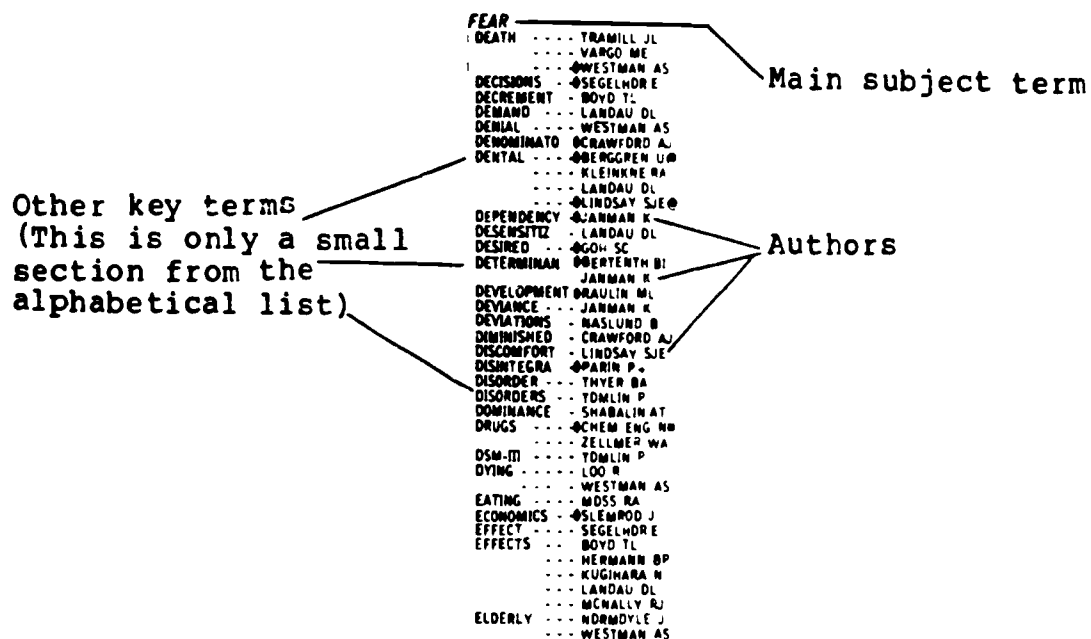 FEAR
DEATH - - - - TRAMILL JL
- - - - VARGO ME
- - - - WESTMAN AS
Main subject term
DECISIONS - - SEGELHOR E
DECREMENT - BOYD TL
DEMAND - - - LANDAU DL
DENIAL - - - - WESTMAN AS
DENOMINATO CRAWFORD AJ
DENTAL - - - - BERGGREN U
- - - - KLEINKNE RA
- - - - LANDAU DL
- - - - LINDSAY SJE
Other key terms
(This is only a small
section from the
alphabetical list)
DEPENDENCY JANMAN K
DESENSITIZ - LANDAU DL
DESIRED - - GOH SC
DETERMINAN BERTENTH BI
JANMAN K
Authors
DEVELOPMENT RAULIN ML
DEVIANCE - - - JANMAN K
DEVIATIONS - NASLUND B
DIMINISHED - CRAWFORD AJ
DISCOMFORT - LINDSAY SJE
DISINTEGRA PARIN P
DISORDER - - - THYER BA
DISORDERS - - TOMLIN P
DOMINANCE - SHABALIN AT
DRUGS - - - - CHEM ENG N
- - - - ZELLMER WA
DSM-III - - - - TOMLIN P
DYING - - - - - LOO R
- - - - WESTMAN AS
EATING - - - - MOSS RA
ECONOMICS - - SLEMROD J
EFFECT - - - - SEGELHOR E
EFFECTS - - - BOYD TL
- - - HERMANN BP
- - - KUGIHARA N
- - - LANDAU DL
- - - MCNALLY RJ
ELDERLY - - - NORMOYLE J
- - - WESTMAN AS